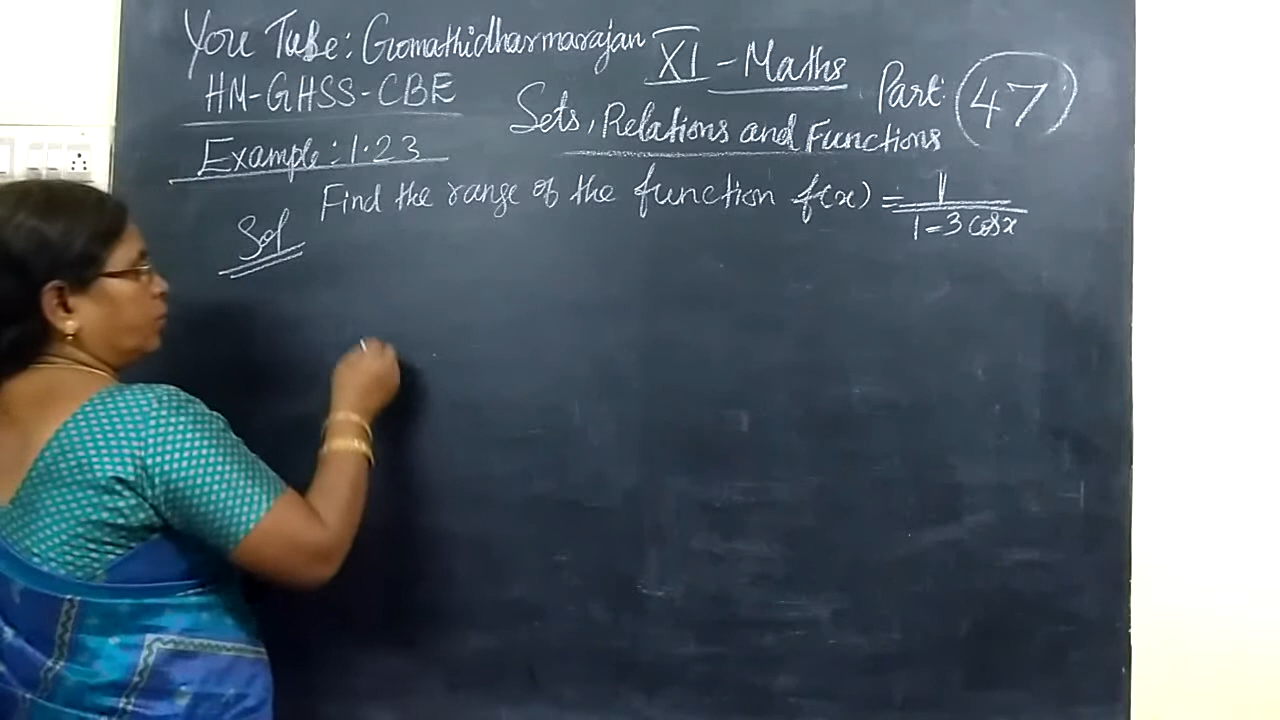 You Tube: Gomathidharmarajan
HM-GHSS-CBE
XI - Maths
Part: 47
Sets, Relations and Functions
Example: 1.23
Find the range of the function f(x) = 1 / 1-3 cos x
Sol